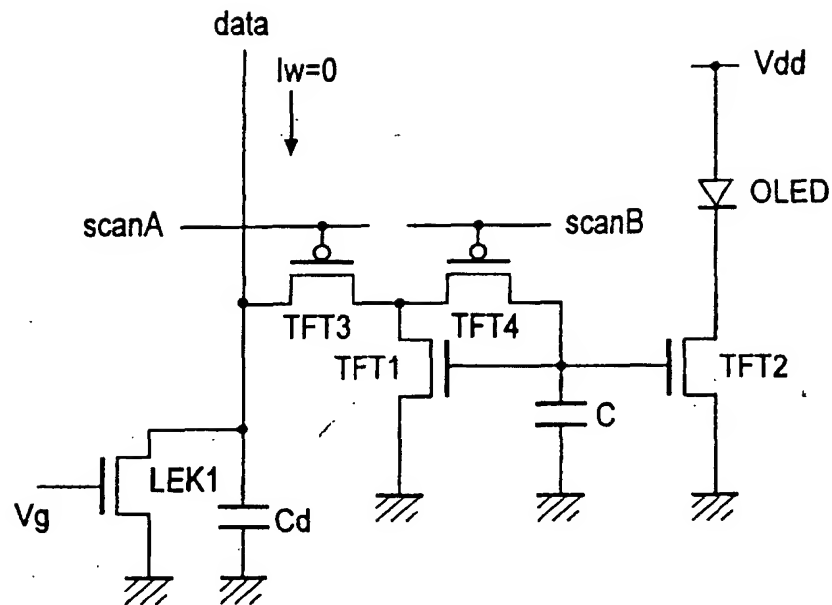 data
Iw=0
Vdd
OLED
scanA
scanB
TFT3
TFT4
TFT1
TFT2
C
LEK1
Vg
Cd